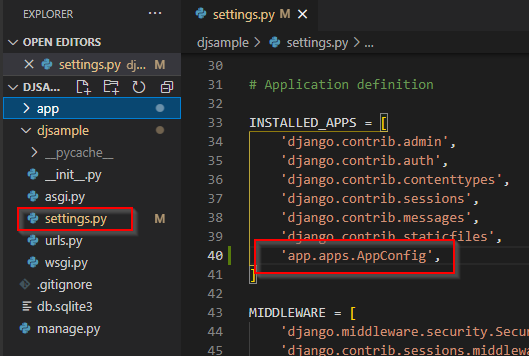 EXPLORER
OPEN EDITORS
settings.py dj... M
DJSA...
app
djsample
__pycache__
__init__.py
asgi.py
settings.py M
urls.py
wsgi.py
.gitignore
db.sqlite3
manage.py
settings.py M
djsample > settings.py > ...
30
31 # Application definition
32
33 INSTALLED_APPS = [
34 'django.contrib.admin',
35 'django.contrib.auth',
36 'django.contrib.contenttypes',
37 'django.contrib.sessions',
38 'django.contrib.messages',
39 'django.contrib.staticfiles',
40 'app.apps.AppConfig',
41 ]
42
43 MIDDLEWARE = [
44 'django.middleware.security.Secu
45 'django.contrib.sessions.middlew